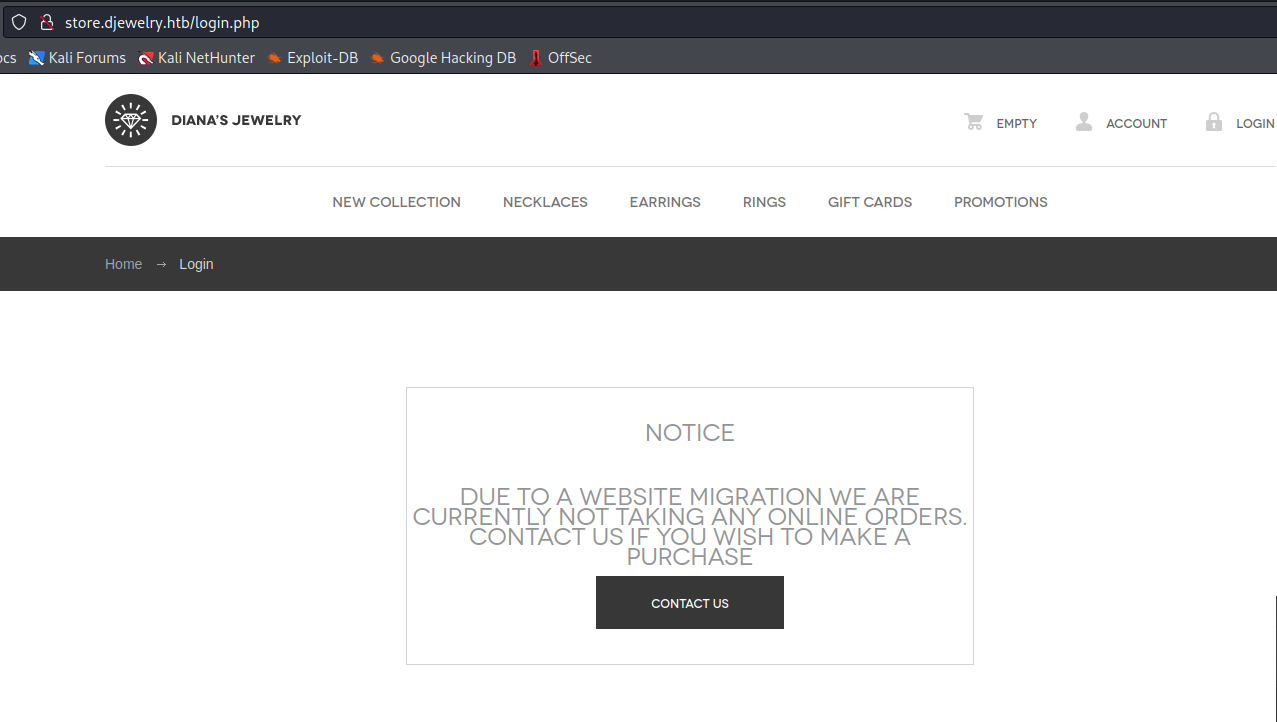 store.djewelry.htb/login.php
ocs Kali Forums Kali NetHunter Exploit-DB Google Hacking DB OffSec
DIANA'S JEWELRY EMPTY ACCOUNT LOGIN
NEW COLLECTION NECKLACES EARRINGS RINGS GIFT CARDS PROMOTIONS
Home → Login
NOTICE
DUE TO A WEBSITE MIGRATION WE ARE
CURRENTLY NOT TAKING ANY ONLINE ORDERS.
CONTACT US IF YOU WISH TO MAKE A
PURCHASE
CONTACT US